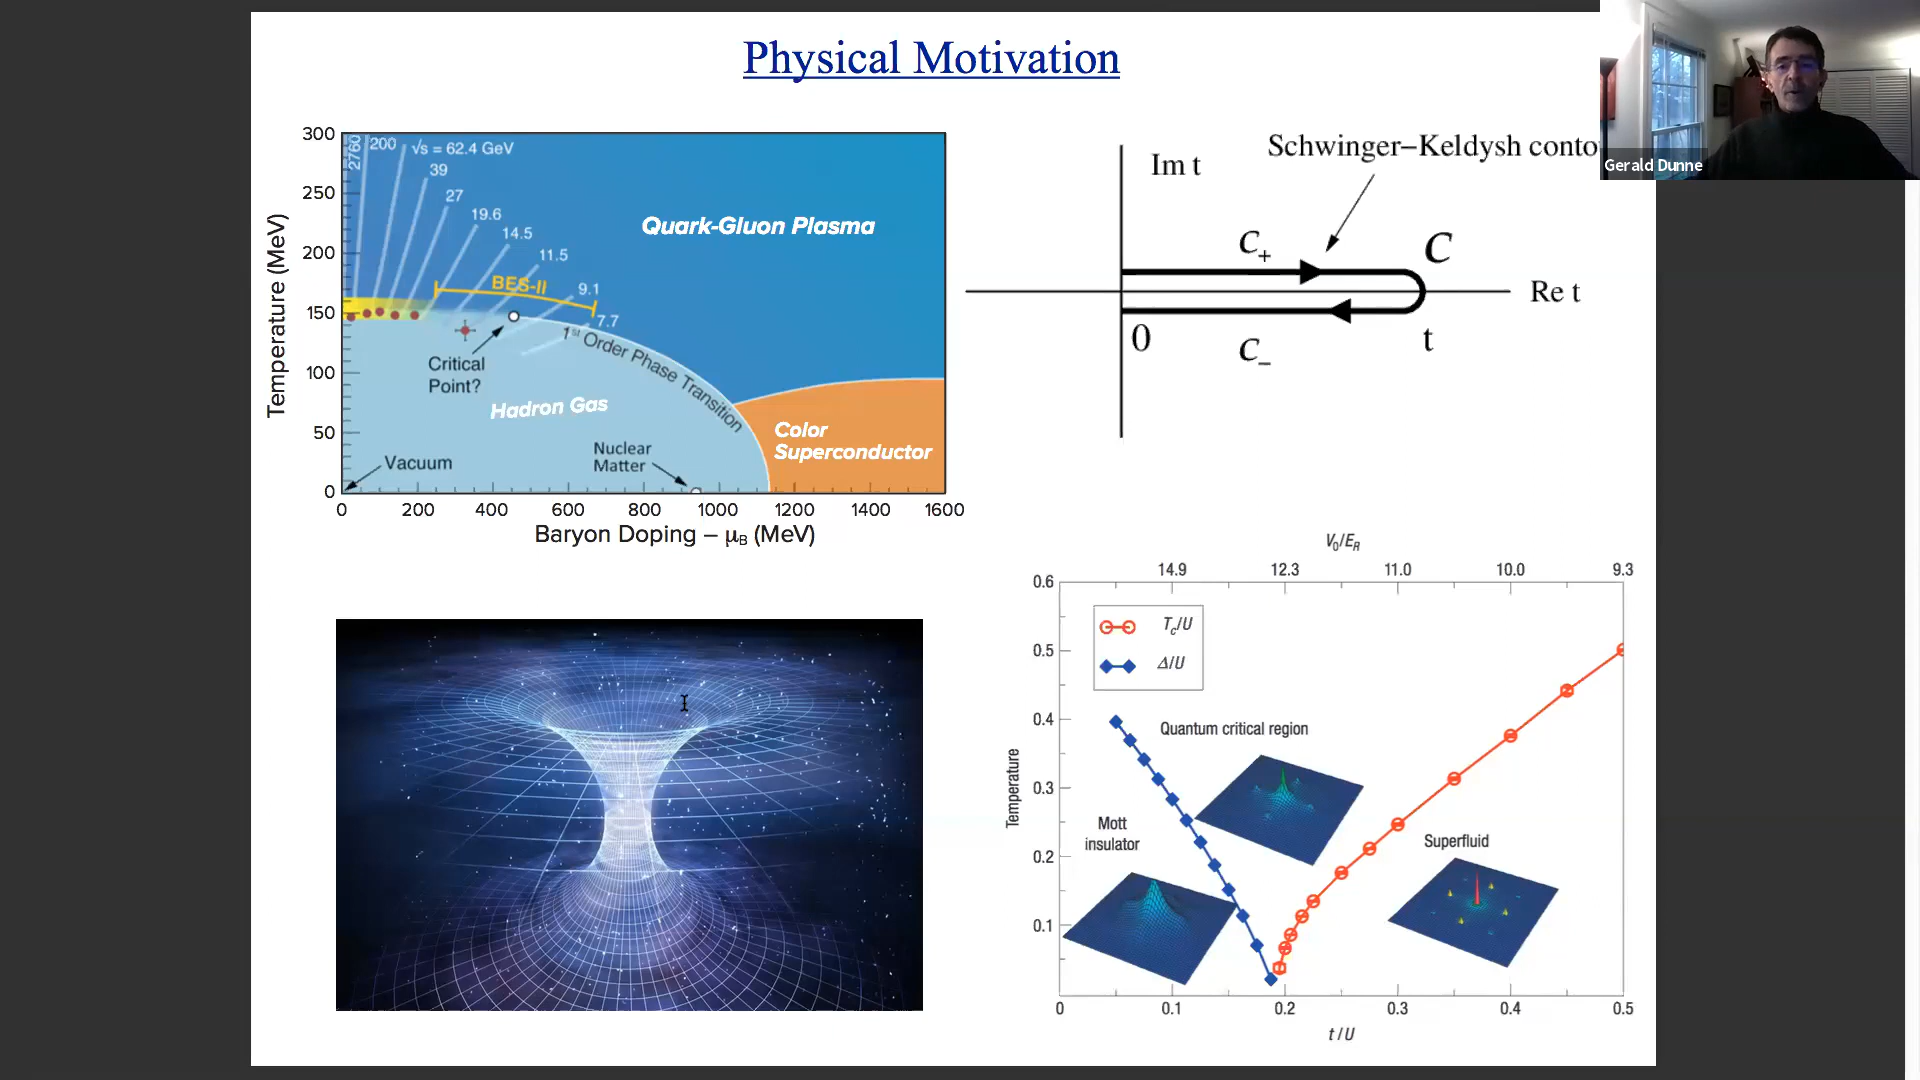 Physical Motivation
Gerald Dunne
300
250
200
150
100
50
0
Temperature (MeV)
2760
200
√s = 62.4 GeV
39
27
19.6
14.5
11.5
9.1
7.7
BES-II
Quark-Gluon Plasma
1st Order Phase Transition
Critical
Point?
Hadron Gas
Color
Superconductor
Nuclear
Matter
Vacuum
0 200 400 600 800 1000 1200 1400 1600
Baryon Doping – μB (MeV)
Schwinger–Keldysh conto
Im t
C+
C
Re t
0
C−
t
V0/ER
14.9 12.3 11.0 10.0 9.3
0.6
0.5
0.4
0.3
0.2
0.1
Temperature
Tc/U
Δ/U
Quantum critical region
Mott
insulator
Superfluid
0 0.1 0.2 0.3 0.4 0.5
t/U